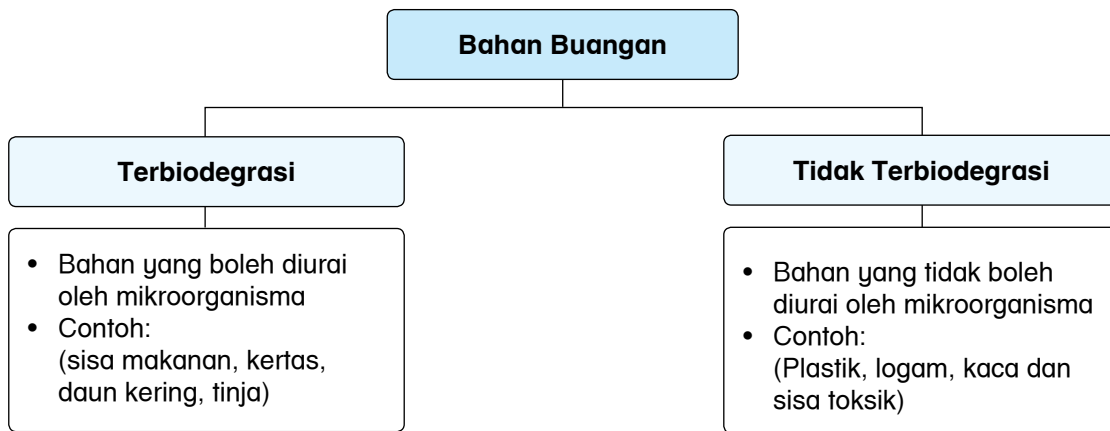 Bahan Buangan
Terbiodegrasi
• Bahan yang boleh diurai
oleh mikroorganisma
• Contoh:
(sisa makanan, kertas,
daun kering, tinja)
Tidak Terbiodegrasi
• Bahan yang tidak boleh
diurai oleh mikroorganisma
• Contoh:
(Plastik, logam, kaca dan
sisa toksik)